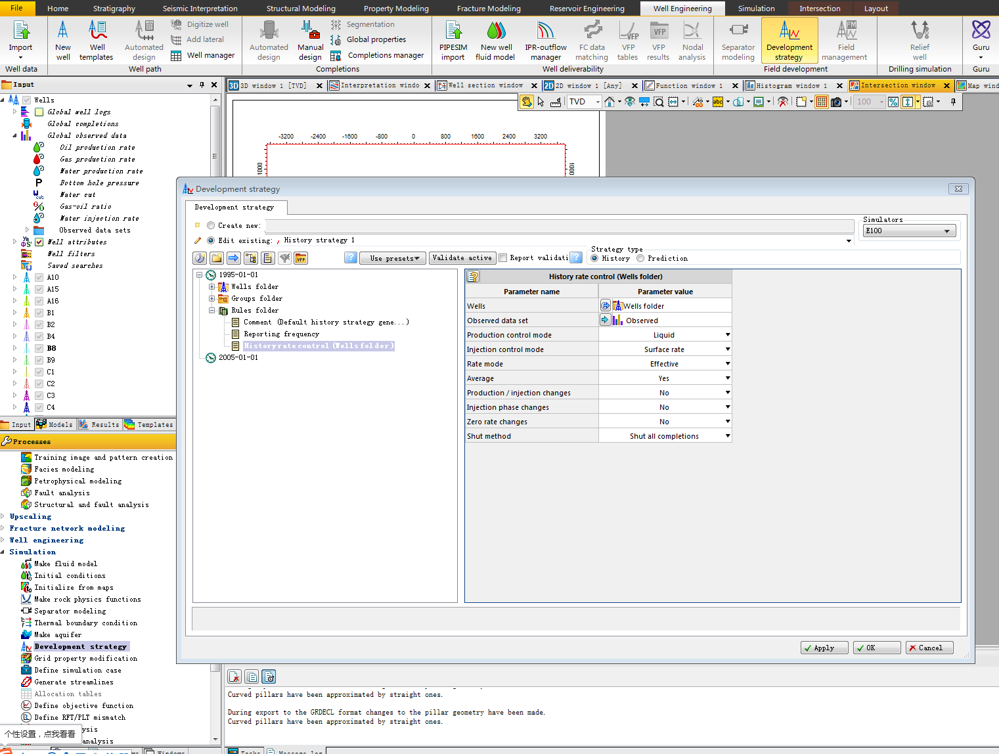 File Home Stratigraphy Seismic Interpretation Structural Modeling Property Modeling Fracture Modeling Reservoir Engineering Well Engineering Simulation Intersection Layout
Import New well Well templates Automated design Digitize well Add lateral Well manager
Automated design Manual design Segmentation Global properties Completions manager
PIPESIM import New well fluid model IPR-outflow manager FC data matching VFP tables VFP results Nodal analysis
Separator modeling Development strategy Field management Relief well Guru
Well data Well path Completions Well deliverability Field development Drilling simulation Guru
Input
3D window 1 [TVD] Interpretation windo Well section window 2D window 1 [Any] Function window 1 Histogram window 1 Intersection window Map wind
TVD abc 100 %
Wells
Global well logs
Global completions
Global observed data
Oil production rate
Gas production rate
Water production rate
Bottom hole pressure
Water cut
Gas-oil ratio
Water injection rate
Observed data sets
Well attributes
Well filters
Saved searches
A10
A15
A16
B1
B2
B4
B8
B9
C1
C2
C3
C4
Input Models Results Templates
Processes
Training image and pattern creation
Facies modeling
Petrophysical modeling
Fault analysis
Structural and fault analysis
Upscaling
Fracture network modeling
Well engineering
Simulation
Make fluid model
Initial conditions
Initialize from maps
Make rock physics functions
Separator modeling
Thermal boundary condition
Make aquifer
Development strategy
Grid property modification
Define simulation case
Generate streamlines
Allocation tables
Define objective function
Define RFT/PLT mismatch
个性设置，点我看看
-3200 -2400 -1600 -800 0 800 1600 2400 3200
1000 1000
Development strategy
Development strategy
Create new:
Edit existing: History strategy 1
Simulators
E100
Use presets Validate active Report validati
Strategy type
History Prediction
1995-01-01
Wells folder
Groups folder
Rules folder
Comment (Default history strategy gene...)
Reporting frequency
History rate control (Wells folder)
2005-01-01
History rate control (Wells folder)
Parameter name Parameter value
Wells Wells folder
Observed data set Observed
Production control mode Liquid
Injection control mode Surface rate
Rate mode Effective
Average Yes
Production / injection changes No
Injection phase changes No
Zero rate changes No
Shut method Shut all completions
Apply OK Cancel
Curved pillars have been approximated by straight ones.
During export to the GRDECL format changes to the pillar geometry have been made.
Curved pillars have been approximated by straight ones.
Tasks Message log